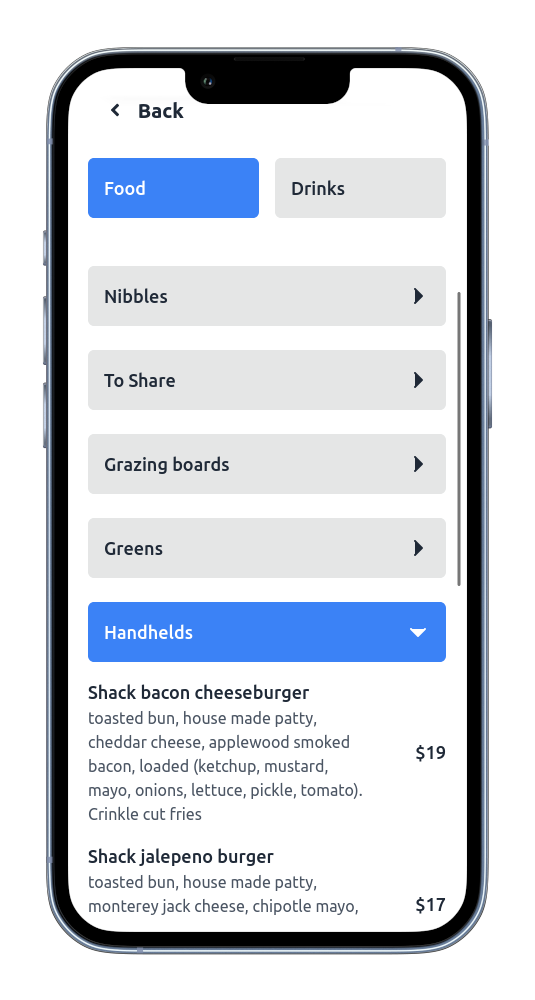 Back
Food
Drinks
Nibbles
To Share
Grazing boards
Greens
Handhelds
Shack bacon cheeseburger
toasted bun, house made patty,
cheddar cheese, applewood smoked
bacon, loaded (ketchup, mustard,
mayo, onions, lettuce, pickle, tomato).
Crinkle cut fries
$19
Shack jalepeno burger
toasted bun, house made patty,
monterey jack cheese, chipotle mayo,
$17